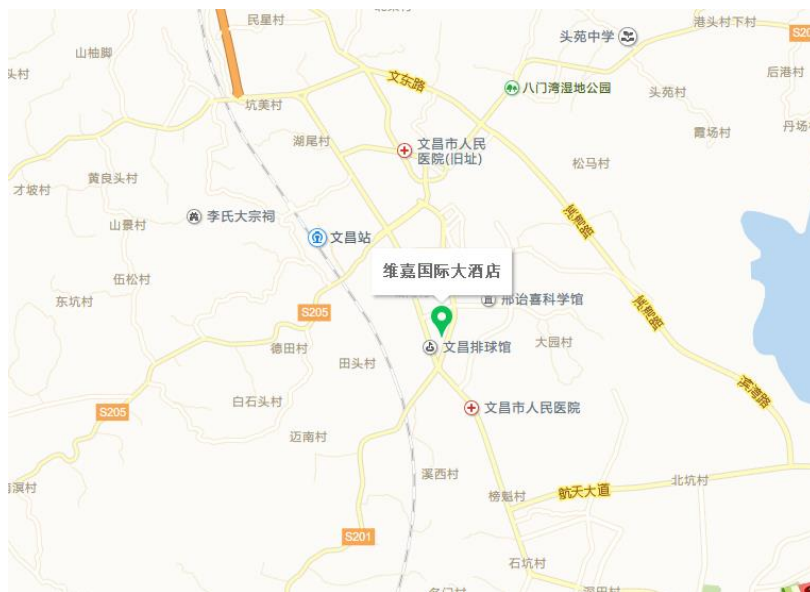 民星村
头苑中学
港头村下村
山柚脚
后港村
头村
文东路
八门湾湿地公园
头苑村
坑美村
丹场村
霞场村
湖尾村
文昌市人民
医院(旧址)
松马村
黄良头村
才坡村
李氏大宗祠
山景村
文昌站
维嘉国际大酒店
伍松村
东坑村
邢诒喜科学馆
S205
文昌排球馆
大园村
德田村
田头村
滨湾路
白石头村
S205
文昌市人民医院
迈南村
溪西村
北坑村
航天大道
榜魁村
S201
石坑村